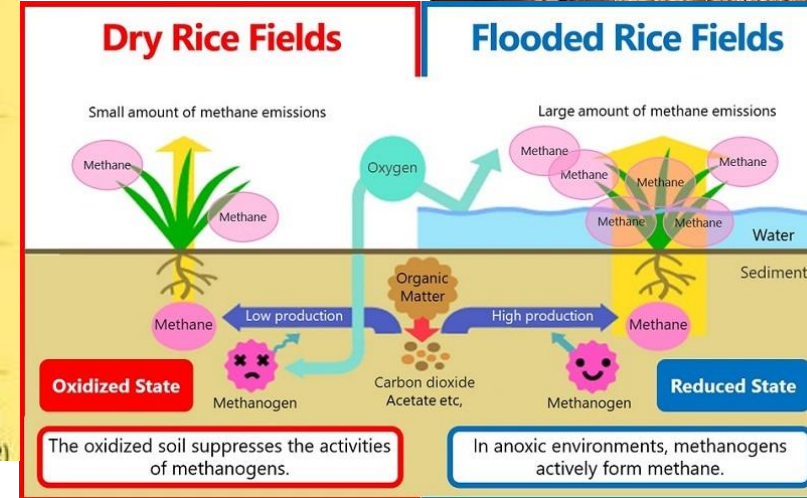 Dry Rice Fields
Small amount of methane emissions
Methane
Methane
Methane
Low production
Oxidized State
Methanogen
The oxidized soil suppresses the activities
of methanogens.
Oxygen
Organic
Matter
Carbon dioxide
Acetate etc,
Flooded Rice Fields
Large amount of methane emissions
Methane
Methane
Methane
Methane
Methane
Methane
Water
Sediment
High production
Methane
Methanogen
Reduced State
In anoxic environments, methanogens
actively form methane.